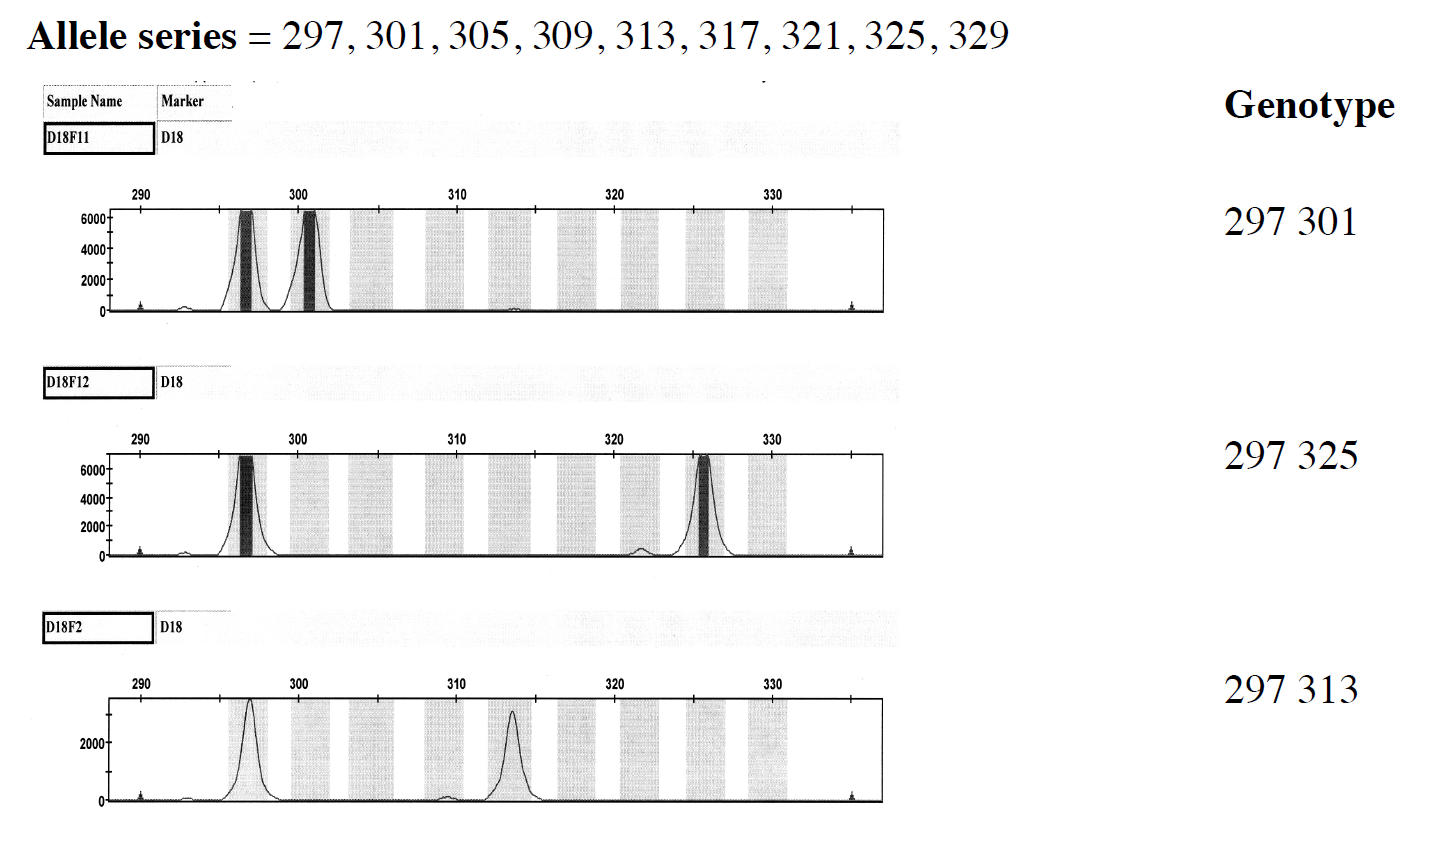 Allele series = 297, 301, 305, 309, 313, 317, 321, 325, 329
Sample Name Marker
Genotype
D18F11 D18
290 300 310 320 330
297 301
6000
4000
2000
0
D18F12 D18
290 300 310 320 330
297 325
6000
4000
2000
0
D18F2 D18
290 300 310 320 330
297 313
2000
0